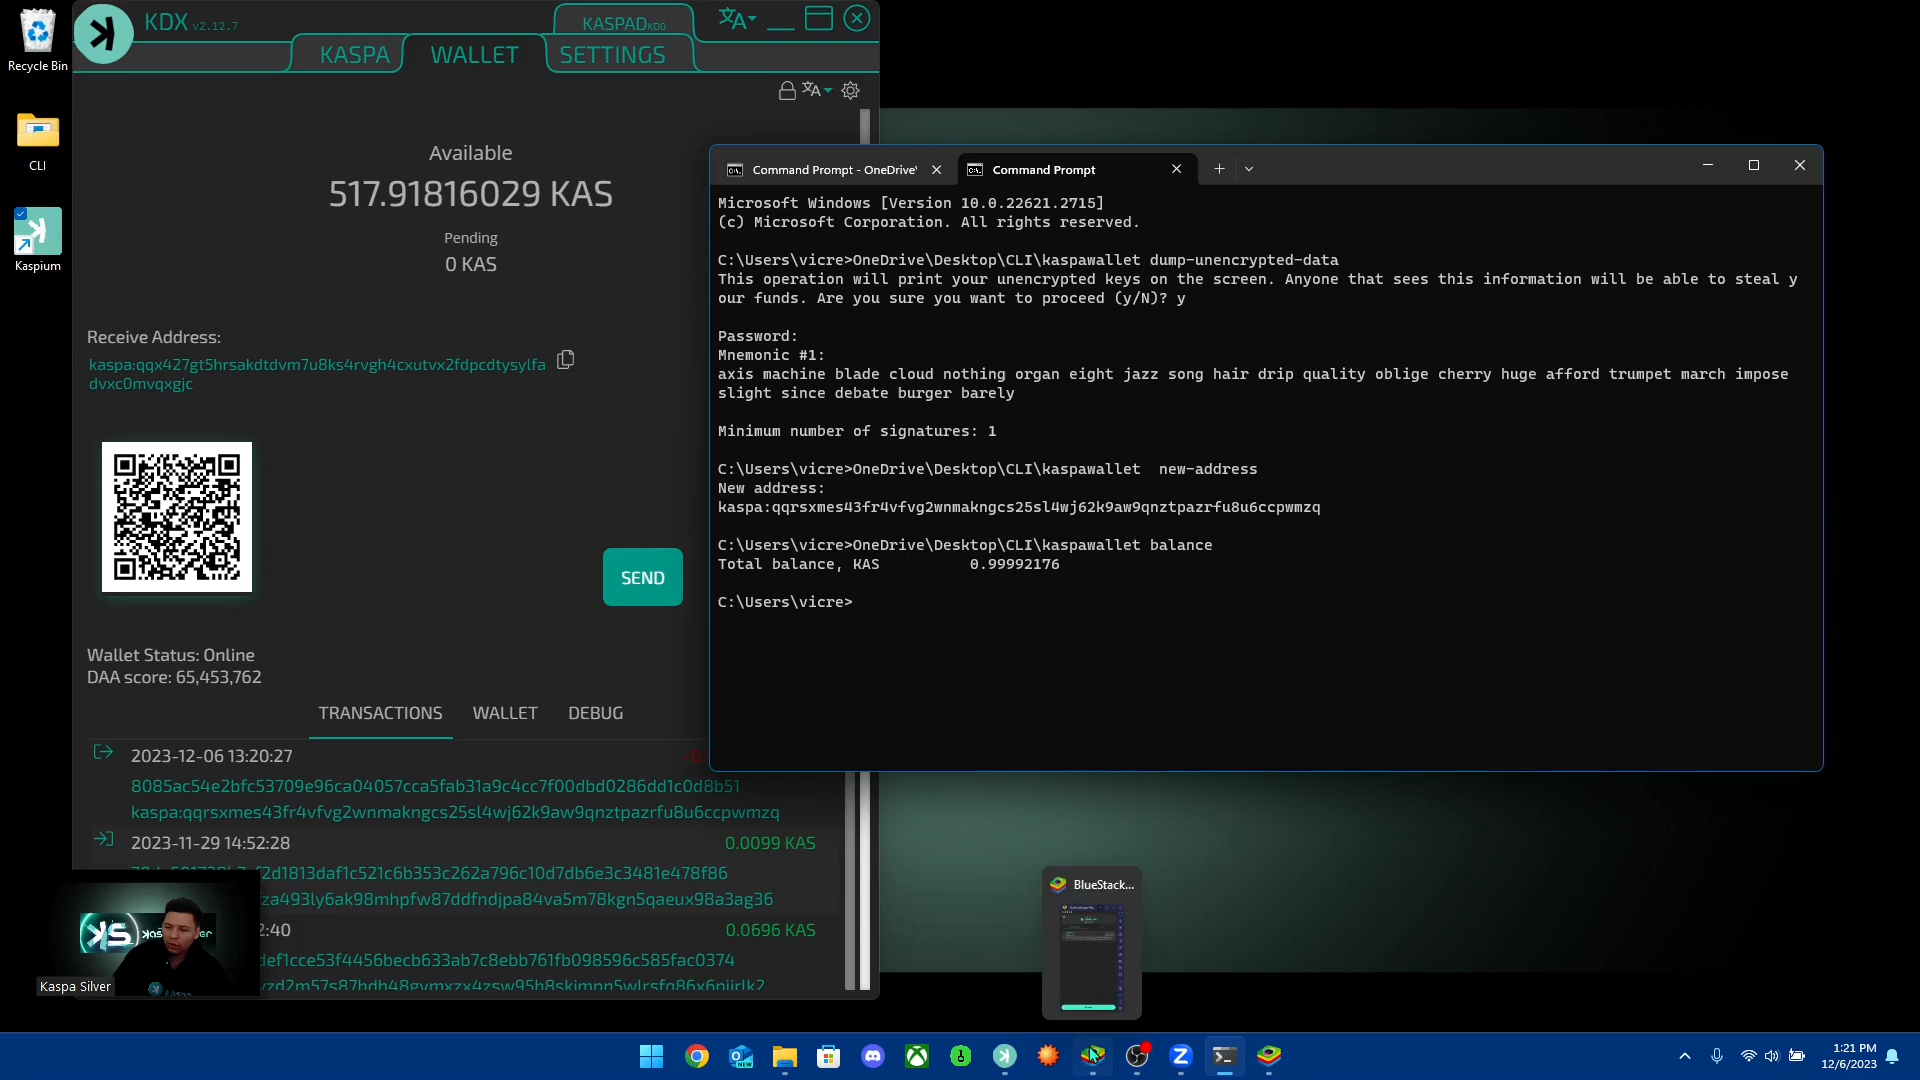 Recycle Bin
CLI
Kaspium
KDX v2.12.7
KASPAD KDO
KASPA
WALLET
SETTINGS
Available
517.91816029 KAS
Pending
0 KAS
Receive Address:
kaspa:qqx427gt5hrsakdtdvm7u8ks4rvgh4cxutvx2fdpcdtysylfa
dvxc0mvqxgjc
SEND
Wallet Status: Online
DAA score: 65,453,762
TRANSACTIONS
WALLET
DEBUG
2023-12-06 13:20:27
8085ac54e2bfc53709e96ca04057cca5fab31a9c4cc7f00dbd0286dd1c0d8b51
kaspa:qqrsxmes43fr4vfvg2wnmakngcs25sl4wj62k9aw9qnztpazrfu8u6ccpwmzq
2023-11-29 14:52:28 0.0099 KAS
f2d1813daf1c521c6b353c262a796c10d7db6e3c3481e478f86
za493ly6ak98mhpfw87ddfndjpa84va5m78kgn5qaeux98a3ag36
2:40 0.0696 KAS
def1cce53f4456becb633ab7c8ebb761fb098596c585fac0374
Kaspa Silver
Command Prompt - OneDrive\
Command Prompt
Microsoft Windows [Version 10.0.22621.2715]
(c) Microsoft Corporation. All rights reserved.
C:\Users\vicre>OneDrive\Desktop\CLI\kaspawallet dump-unencrypted-data
This operation will print your unencrypted keys on the screen. Anyone that sees this information will be able to steal y
our funds. Are you sure you want to proceed (y/N)? y
Password:
Mnemonic #1:
axis machine blade cloud nothing organ eight jazz song hair drip quality oblige cherry huge afford trumpet march impose
slight since debate burger barely
Minimum number of signatures: 1
C:\Users\vicre>OneDrive\Desktop\CLI\kaspawallet  new-address
New address:
kaspa:qqrsxmes43fr4vfvg2wnmakngcs25sl4wj62k9aw9qnztpazrfu8u6ccpwmzq
C:\Users\vicre>OneDrive\Desktop\CLI\kaspawallet balance
Total balance, KAS 0.99992176
C:\Users\vicre>
BlueStack...
1:21 PM
12/6/2023